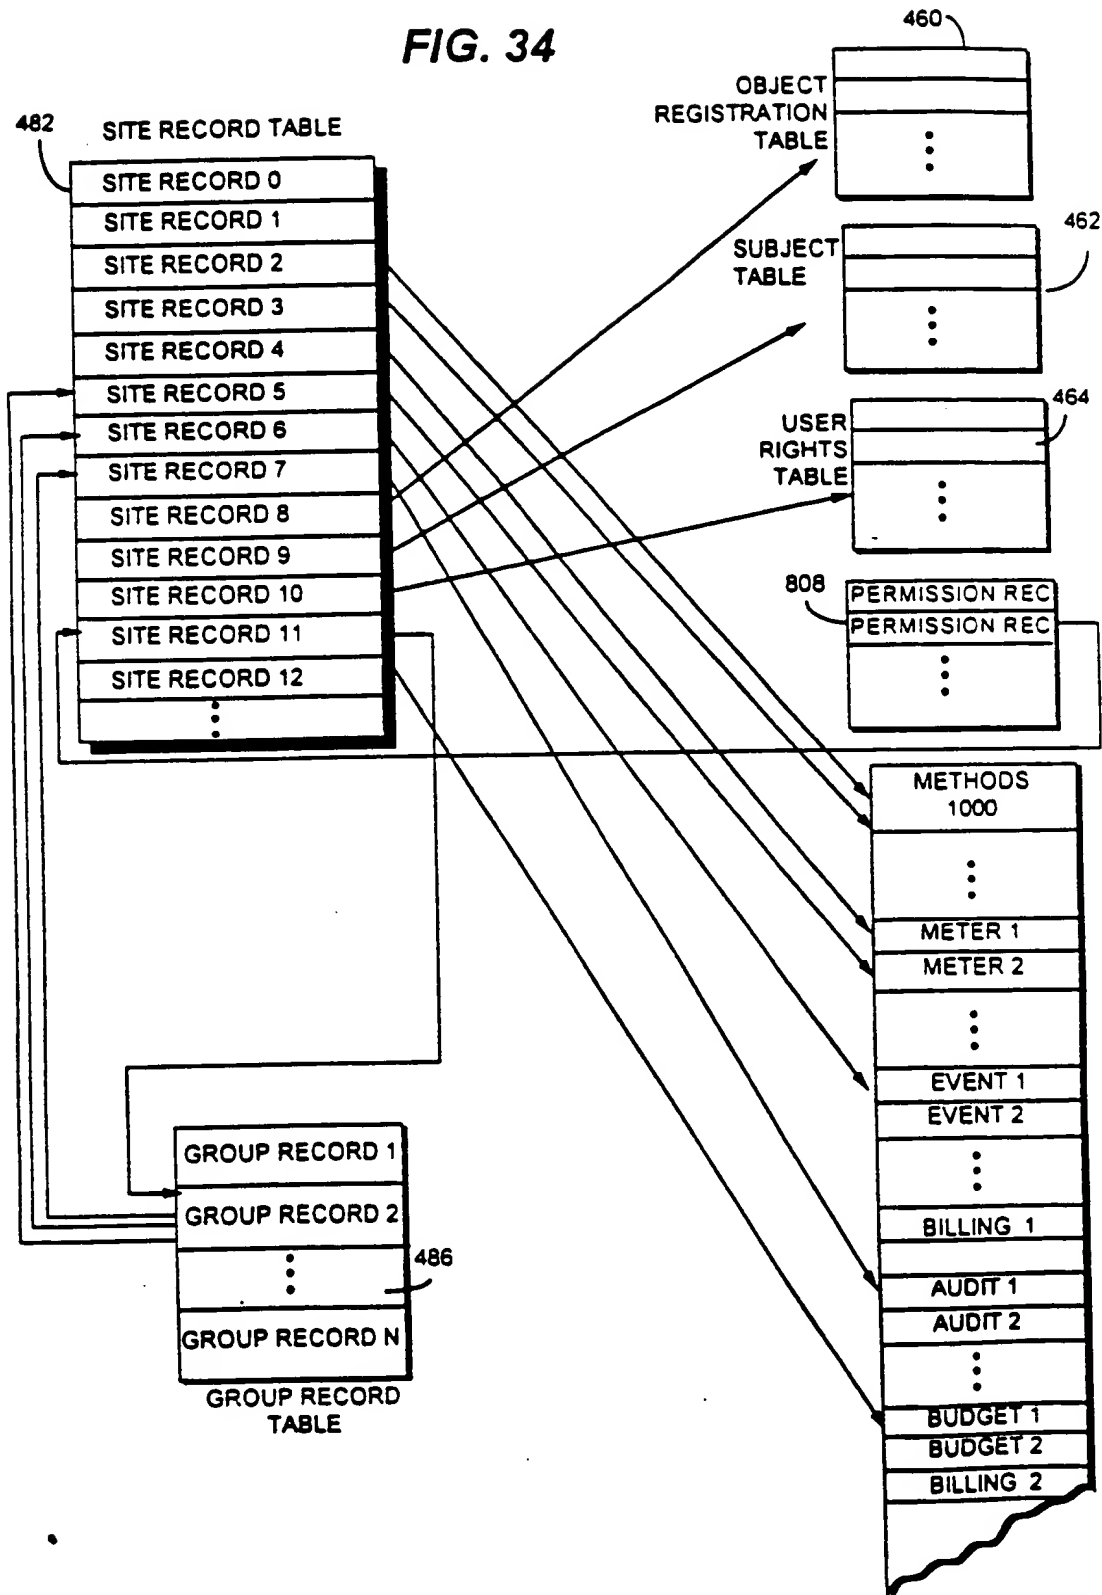 FIG. 34
460
OBJECT
REGISTRATION
TABLE
482
SITE RECORD TABLE
SITE RECORD 0
SITE RECORD 1
SITE RECORD 2
SITE RECORD 3
SITE RECORD 4
SITE RECORD 5
SITE RECORD 6
SITE RECORD 7
SITE RECORD 8
SITE RECORD 9
SITE RECORD 10
SITE RECORD 11
SITE RECORD 12
SUBJECT
TABLE
462
USER
RIGHTS
TABLE
464
808
PERMISSION REC
PERMISSION REC
METHODS
1000
METER 1
METER 2
EVENT 1
EVENT 2
BILLING 1
AUDIT 1
AUDIT 2
BUDGET 1
BUDGET 2
BILLING 2
GROUP RECORD 1
GROUP RECORD 2
486
GROUP RECORD N
GROUP RECORD
TABLE